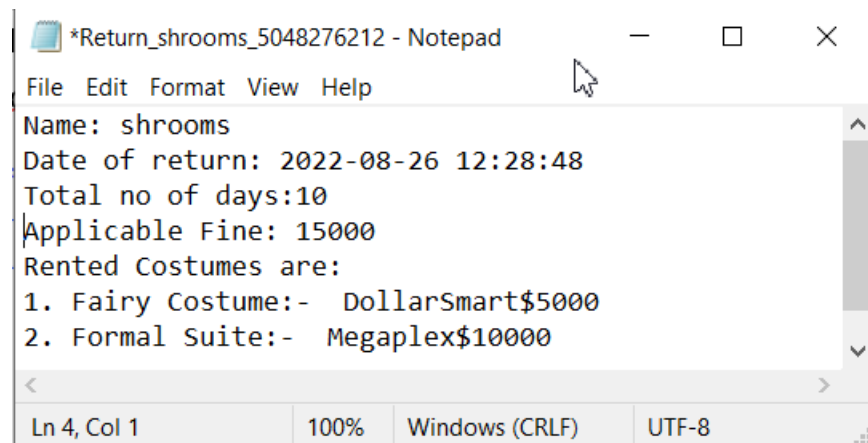 *Return_shrooms_5048276212 - Notepad
File Edit Format View Help
Name: shrooms
Date of return: 2022-08-26 12:28:48
Total no of days:10
Applicable Fine: 15000
Rented Costumes are:
1. Fairy Costume:-  DollarSmart$5000
2. Formal Suite:-  Megaplex$10000
Ln 4, Col 1 100% Windows (CRLF) UTF-8